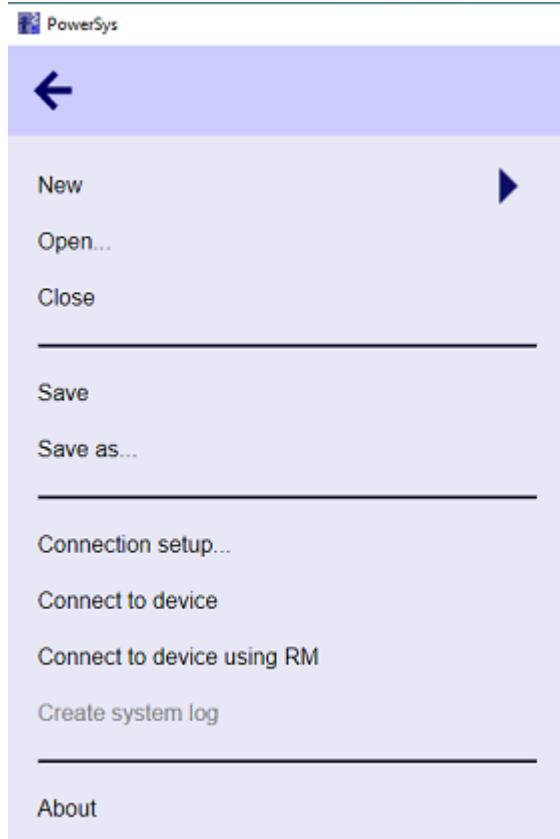 PowerSys
New
Open...
Close
Save
Save as...
Connection setup...
Connect to device
Connect to device using RM
Create system log
About